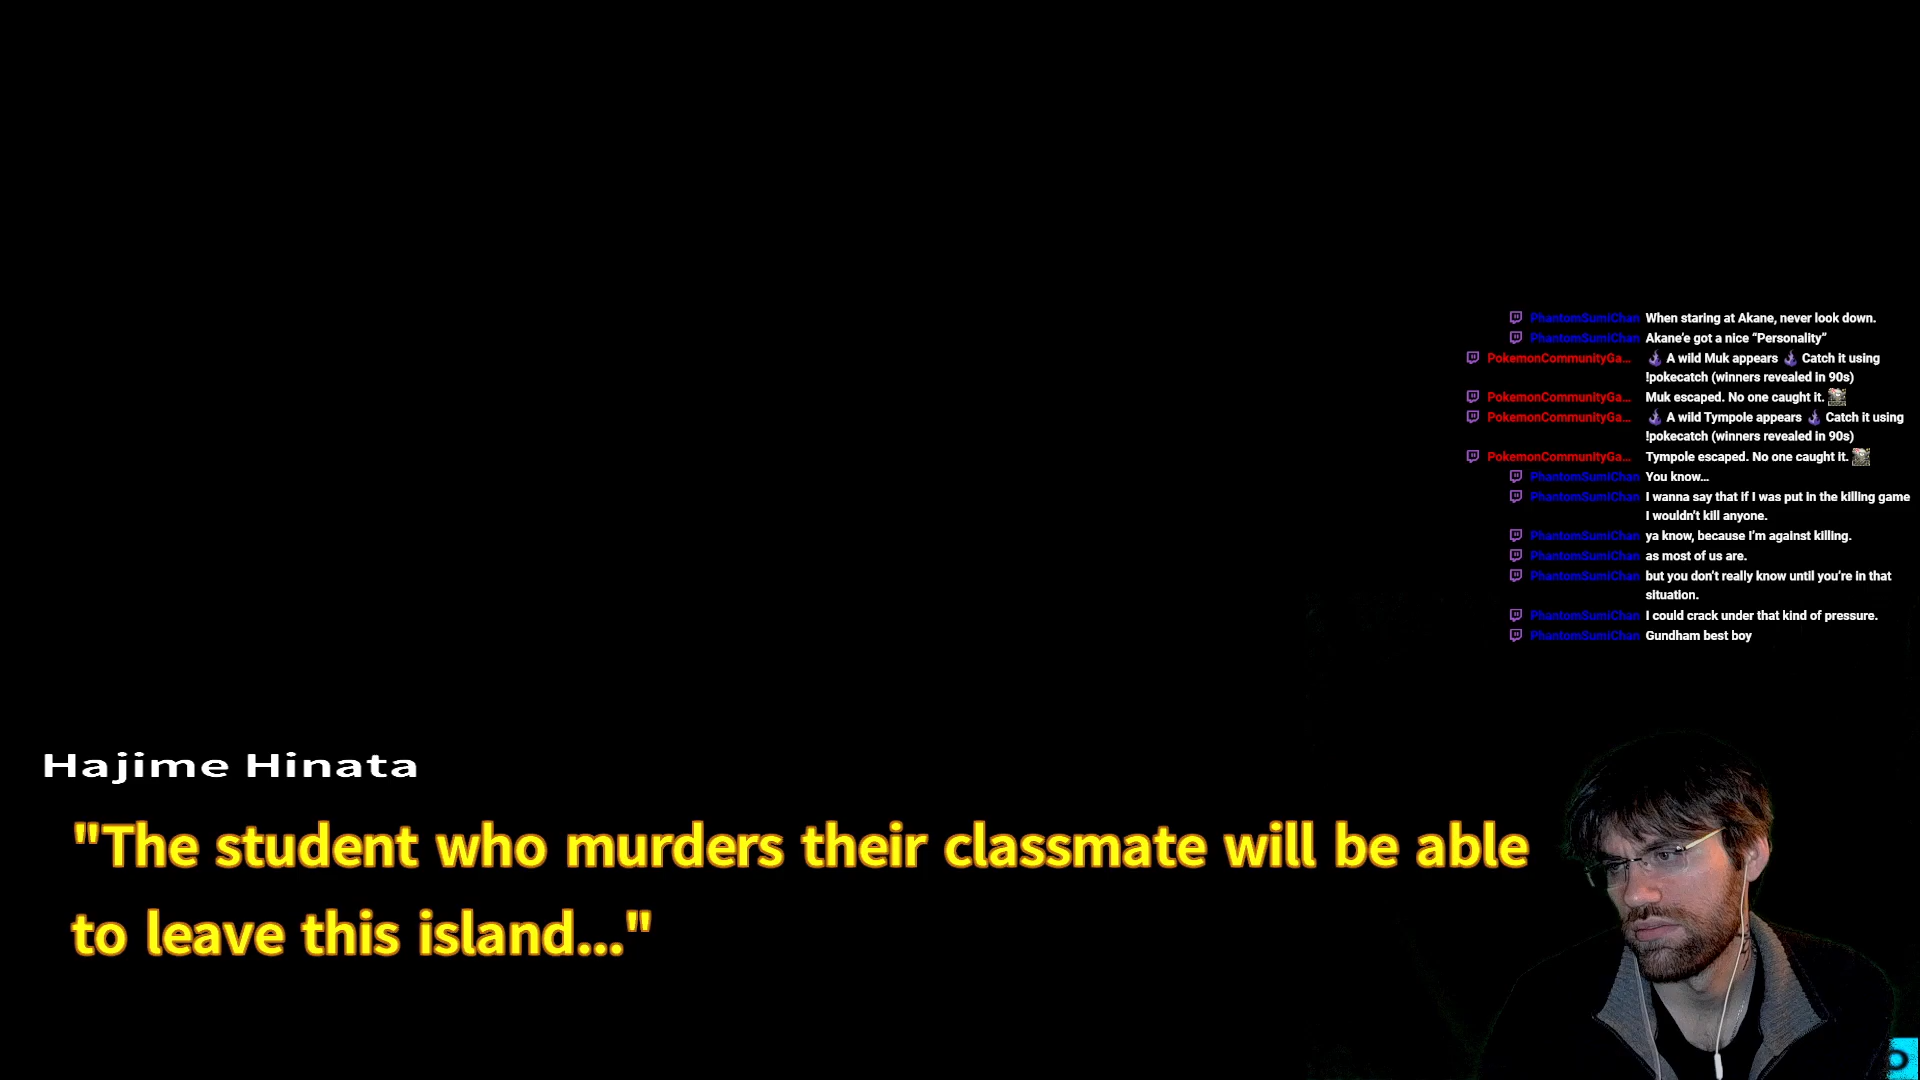 PhantomSumiChan When staring at Akane, never look down.
PhantomSumiChan Akane’e got a nice “Personality”
PokemonCommunityGa... A wild Muk appears Catch it using
!pokecatch (winners revealed in 90s)
PokemonCommunityGa... Muk escaped. No one caught it.
PokemonCommunityGa... A wild Tympole appears Catch it using
!pokecatch (winners revealed in 90s)
PokemonCommunityGa... Tympole escaped. No one caught it.
PhantomSumiChan You know…
PhantomSumiChan I wanna say that if I was put in the killing game
I wouldn’t kill anyone.
PhantomSumiChan ya know, because I’m against killing.
PhantomSumiChan as most of us are.
PhantomSumiChan but you don’t really know until you’re in that
situation.
PhantomSumiChan I could crack under that kind of pressure.
PhantomSumiChan Gundham best boy
Hajime Hinata
"The student who murders their classmate will be able
to leave this island..."